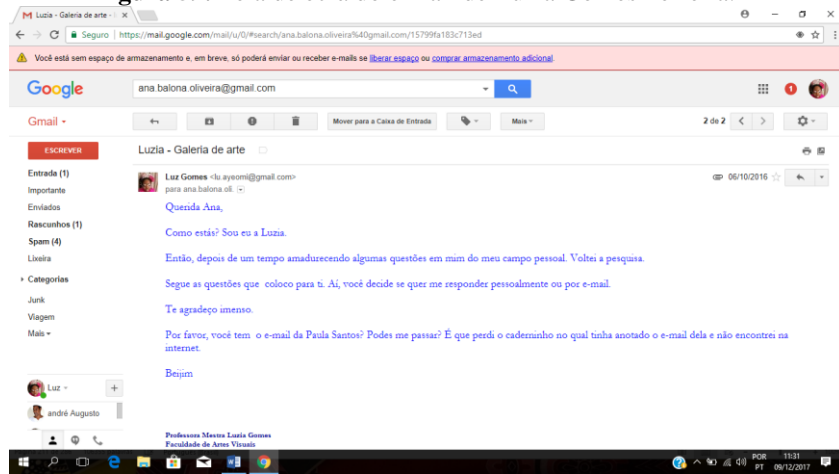 Luzia - Galeria de arte -
Seguro
https://mail.google.com/mail/u/0/#search/ana.balona.oliveira%40gmail.com/15799fa183c713ed
Você está sem espaço de armazenamento e, em breve, só poderá enviar ou receber e-mails se liberar espaço ou comprar armazenamento adicional.
Google
ana.balona.oliveira@gmail.com
1
Gmail
Mover para a Caixa de Entrada
Mais
2 de 2
ESCREVER
Luzia - Galeria de arte
Entrada (1)
Importante
Enviados
Rascunhos (1)
Spam (4)
Lixeira
Categorias
Junk
Viagem
Mais
Luz
andré Augusto
Luz Gomes <lu.ayeomi@gmail.com>
06/10/2016
para ana.balona.oli.
Querida Ana,
Como estás? Sou eu a Luzia.
Então, depois de um tempo amadurecendo algumas questões em mim do meu campo pessoal. Voltei a pesquisa.
Segue as questões que coloco para ti. Aí, você decide se quer me responder pessoalmente ou por e-mail.
Te agradeço imenso.
Por favor, você tem o e-mail da Paula Santos? Podes me passar? É que perdi o caderninho no qual tinha anotado o e-mail dela e não encontrei na
internet.
Beijim
Professora Mestra Luzia Gomes
Faculdade de Artes Visuais
POR
PT
11:31
09/12/2017